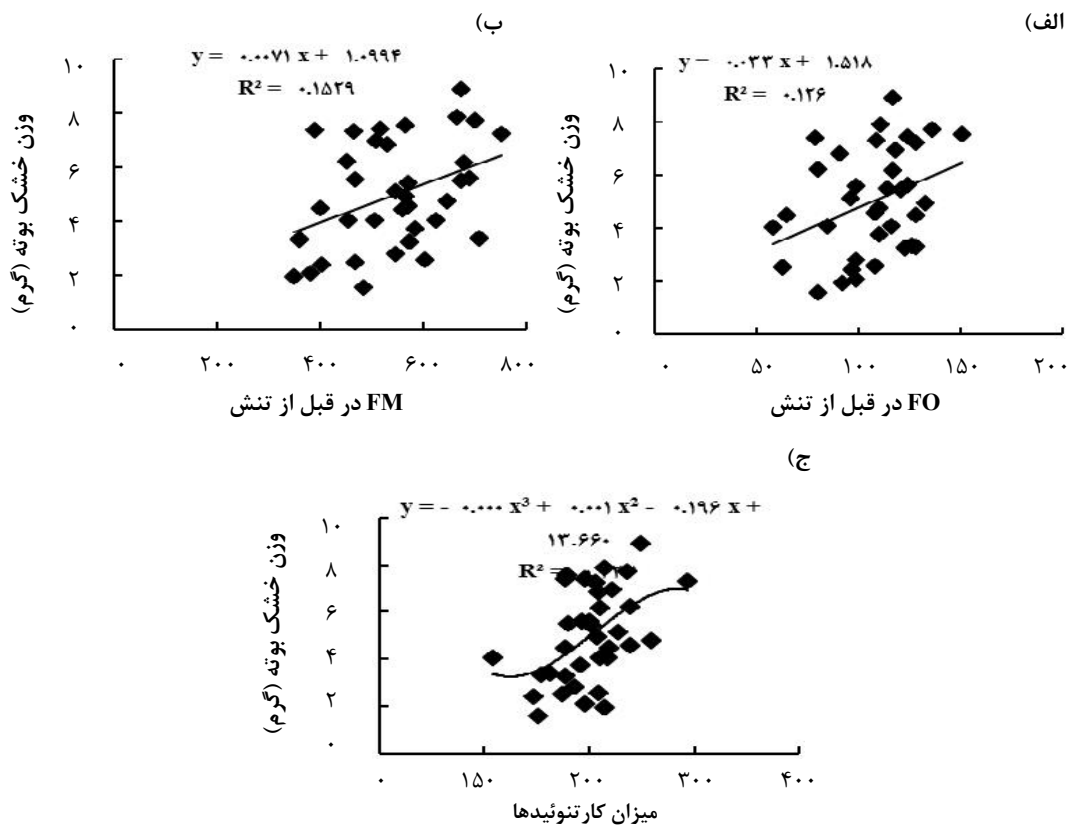 الف)
y = ۰.۰۳۳ x + ۱.۵۱۸
R² = ۰.۱۲۶
۱۰
۸
۶
۴
۲
۰
وزن خشک بوته (گرم)
۰ ۵۰ ۱۰۰ ۱۵۰ ۲۰۰
FO در قبل از تنش
ب)
y = ۰.۰۰۷۱ x + ۱.۰۹۹۴
R² = ۰.۱۵۲۹
۱۰
۸
۶
۴
۲
۰
وزن خشک بوته (گرم)
۰ ۲۰۰ ۴۰۰ ۶۰۰ ۸۰۰
FM در قبل از تنش
ج)
y = - ۰.۰۰۰ x³ + ۰.۰۰۱ x² - ۰.۱۹۶ x +
۱۳.۶۶۰
R² =
۱۰
۸
۶
۴
۲
۰
وزن خشک بوته (گرم)
۰ ۱۵۰ ۲۰۰ ۳۰۰ ۴۰۰
میزان کارتنوئیدها